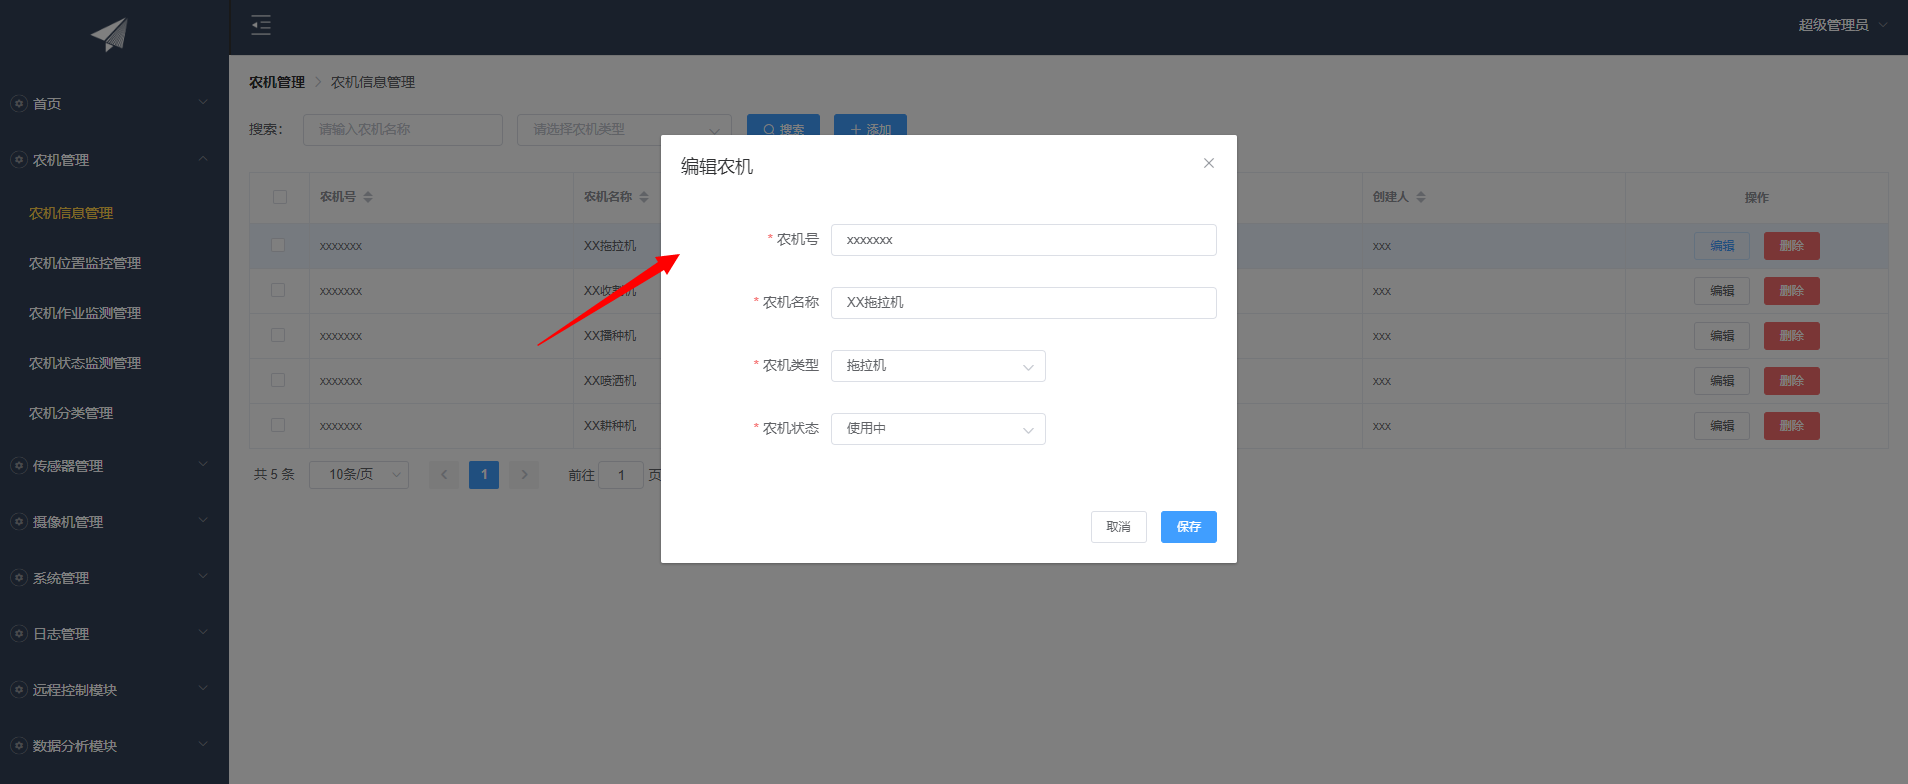 超级管理员
首页
农机管理
农机信息管理
农机位置监控管理
农机作业监测管理
农机状态监测管理
农机分类管理
传感器管理
摄像机管理
系统管理
日志管理
远程控制模块
数据分析模块
农机管理 > 农机信息管理
搜索: 请输入农机名称 请选择农机类型 搜索 + 添加
农机号 农机名称 创建人 操作
xxxxxxx XX拖拉机 xxx 编辑 删除
xxxxxxx XX收割机 xxx 编辑 删除
xxxxxxx XX播种机 xxx 编辑 删除
xxxxxxx XX喷洒机 xxx 编辑 删除
xxxxxxx XX耕种机 xxx 编辑 删除
共 5 条 10条/页 < 1 > 前往 1 页
编辑农机
* 农机号 xxxxxxx
* 农机名称 XX拖拉机
* 农机类型 拖拉机
* 农机状态 使用中
取消 保存